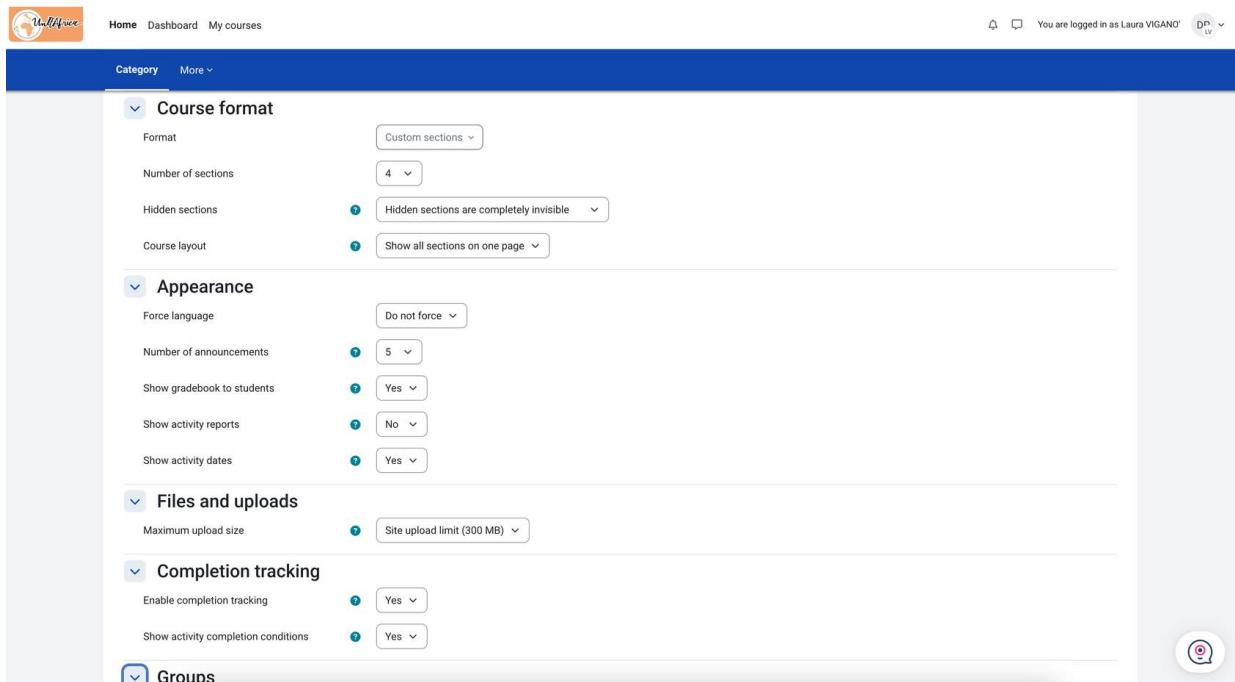 UnItAfrica
Home Dashboard My courses
You are logged in as Laura VIGANO'
LV
Category More
Course format
Format Custom sections
Number of sections 4
Hidden sections ? Hidden sections are completely invisible
Course layout ? Show all sections on one page
Appearance
Force language Do not force
Number of announcements ? 5
Show gradebook to students ? Yes
Show activity reports ? No
Show activity dates ? Yes
Files and uploads
Maximum upload size ? Site upload limit (300 MB)
Completion tracking
Enable completion tracking ? Yes
Show activity completion conditions ? Yes
Groups